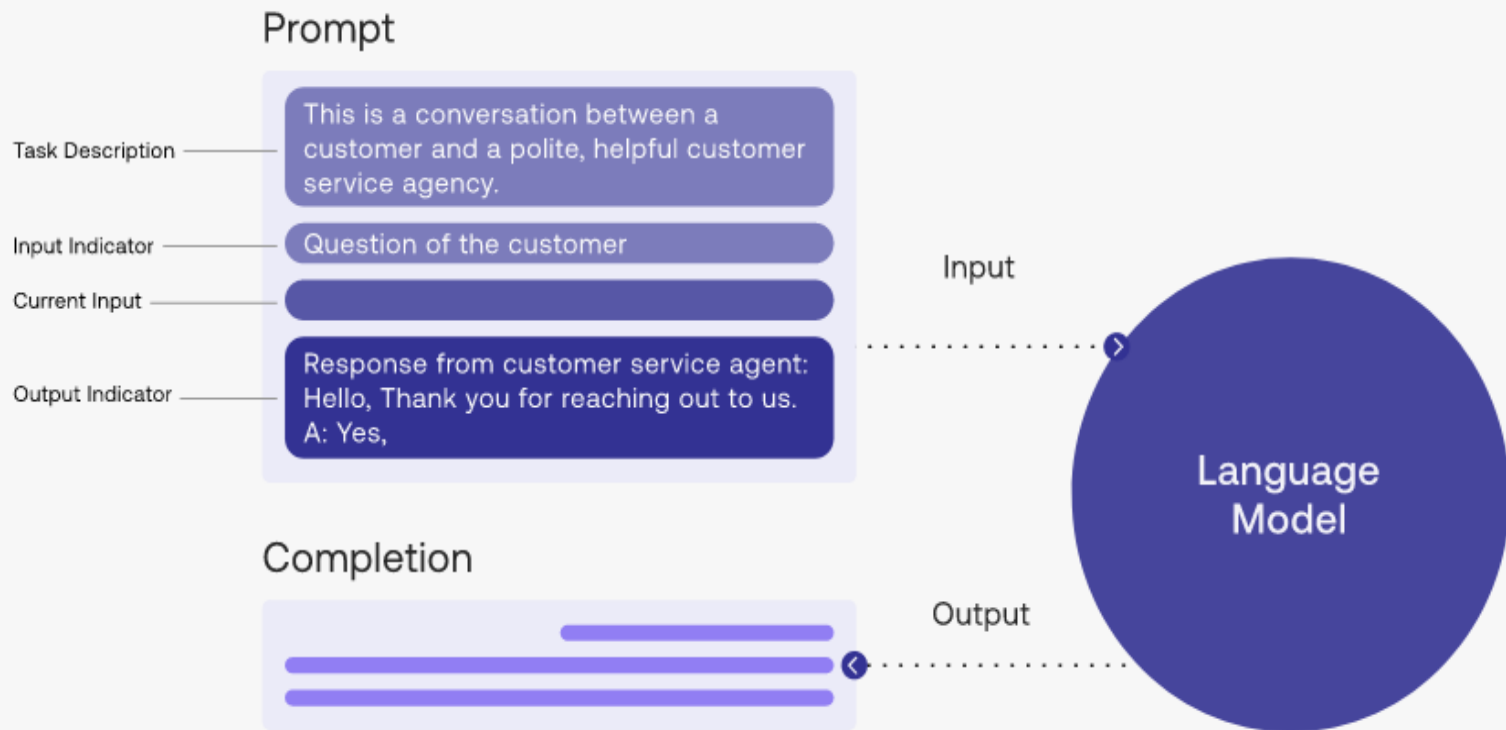 Prompt
Task Description
This is a conversation between a
customer and a polite, helpful customer
service agency.
Input Indicator
Question of the customer
Current Input
Output Indicator
Response from customer service agent:
Hello, Thank you for reaching out to us.
A: Yes,
Input
Language
Model
Completion
Output